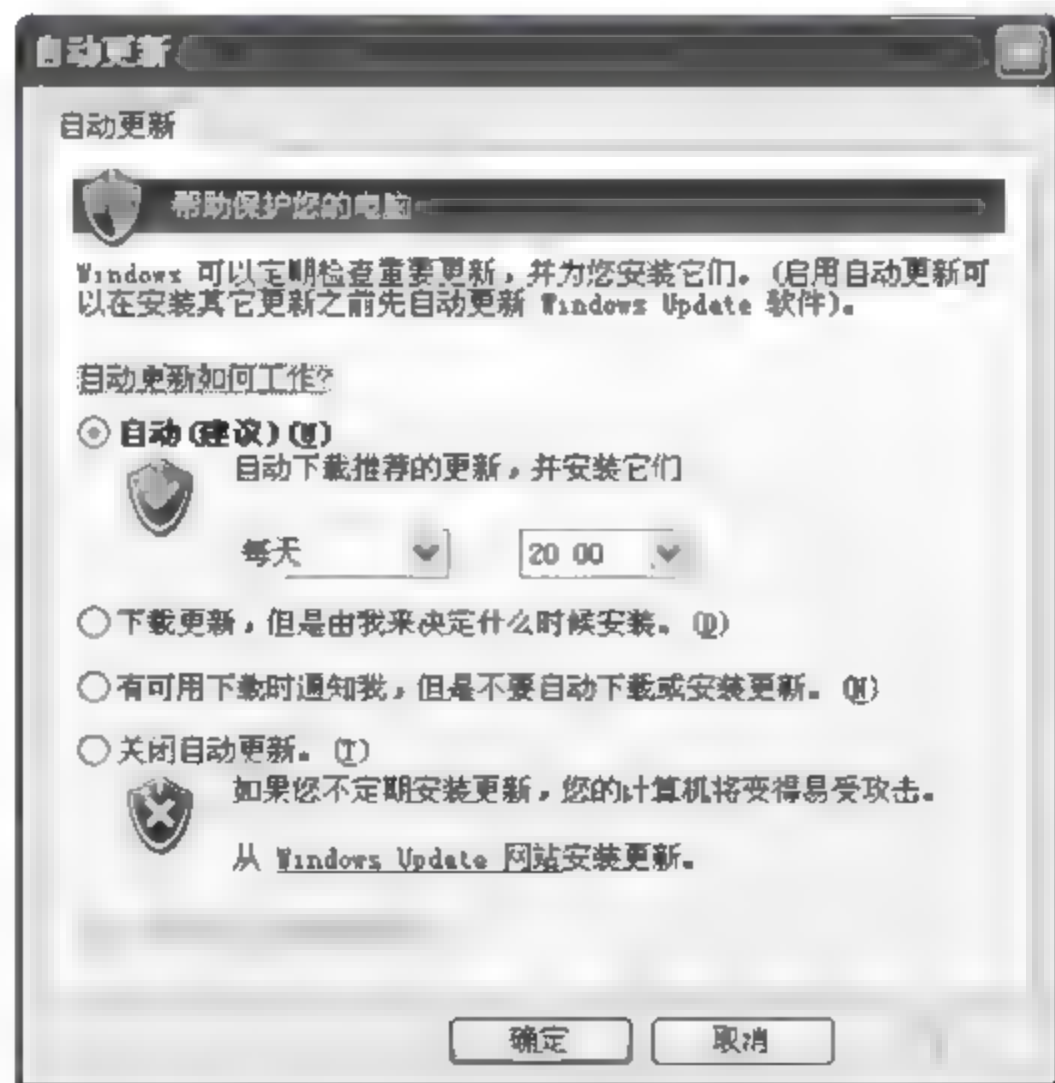 自动更新
自动更新
帮助保护您的电脑
Windows 可以定期检查重要更新，并为您安装它们。(启用自动更新可
以在安装其它更新之前先自动更新 Windows Update 软件)。
自动更新如何工作?
自动(建议)(U)
自动下载推荐的更新，并安装它们
每天 20 00
下载更新，但是由我来决定什么时候安装。(D)
有可用下载时通知我，但是不要自动下载或安装更新。(N)
关闭自动更新。(T)
如果您不定期安装更新，您的计算机将变得易受攻击。
从 Windows Update 网站安装更新。
确定 取消